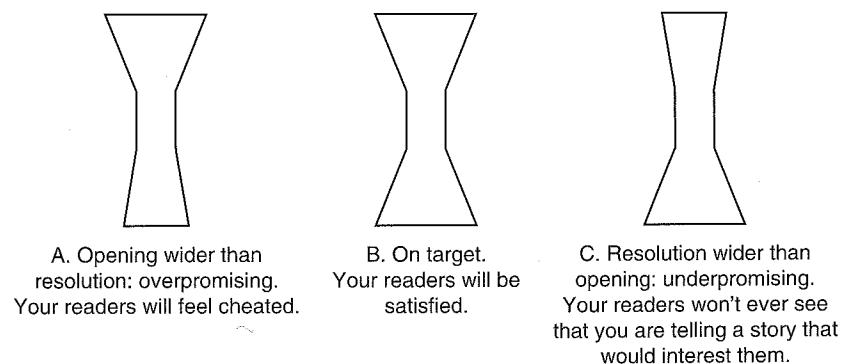 A. Opening wider than
resolution: overpromising.
Your readers will feel cheated.
B. On target.
Your readers will be
satisfied.
C. Resolution wider than
opening: underpromising.
Your readers won't ever see
that you are telling a story that
would interest them.